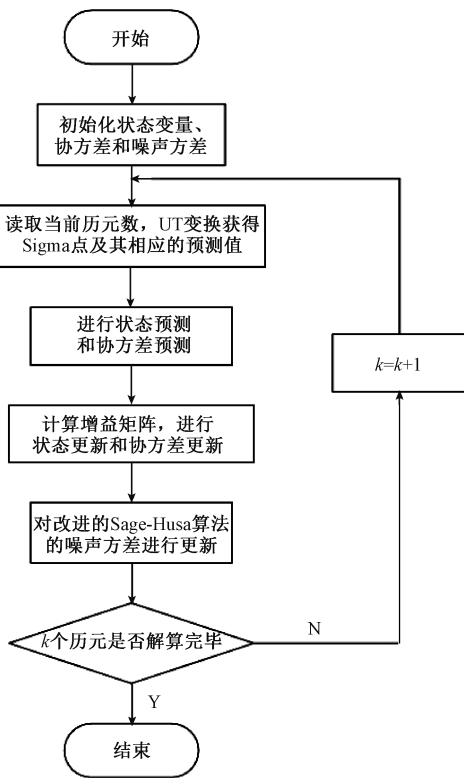 开始
初始化状态变量、
协方差和噪声方差
读取当前历元数，UT变换获得
Sigma点及其相应的预测值
进行状态预测
和协方差预测
k=k+1
计算增益矩阵，进行
状态更新和协方差更新
对改进的Sage-Husa算法
的噪声方差进行更新
k个历元是否解算完毕
N
Y
结束